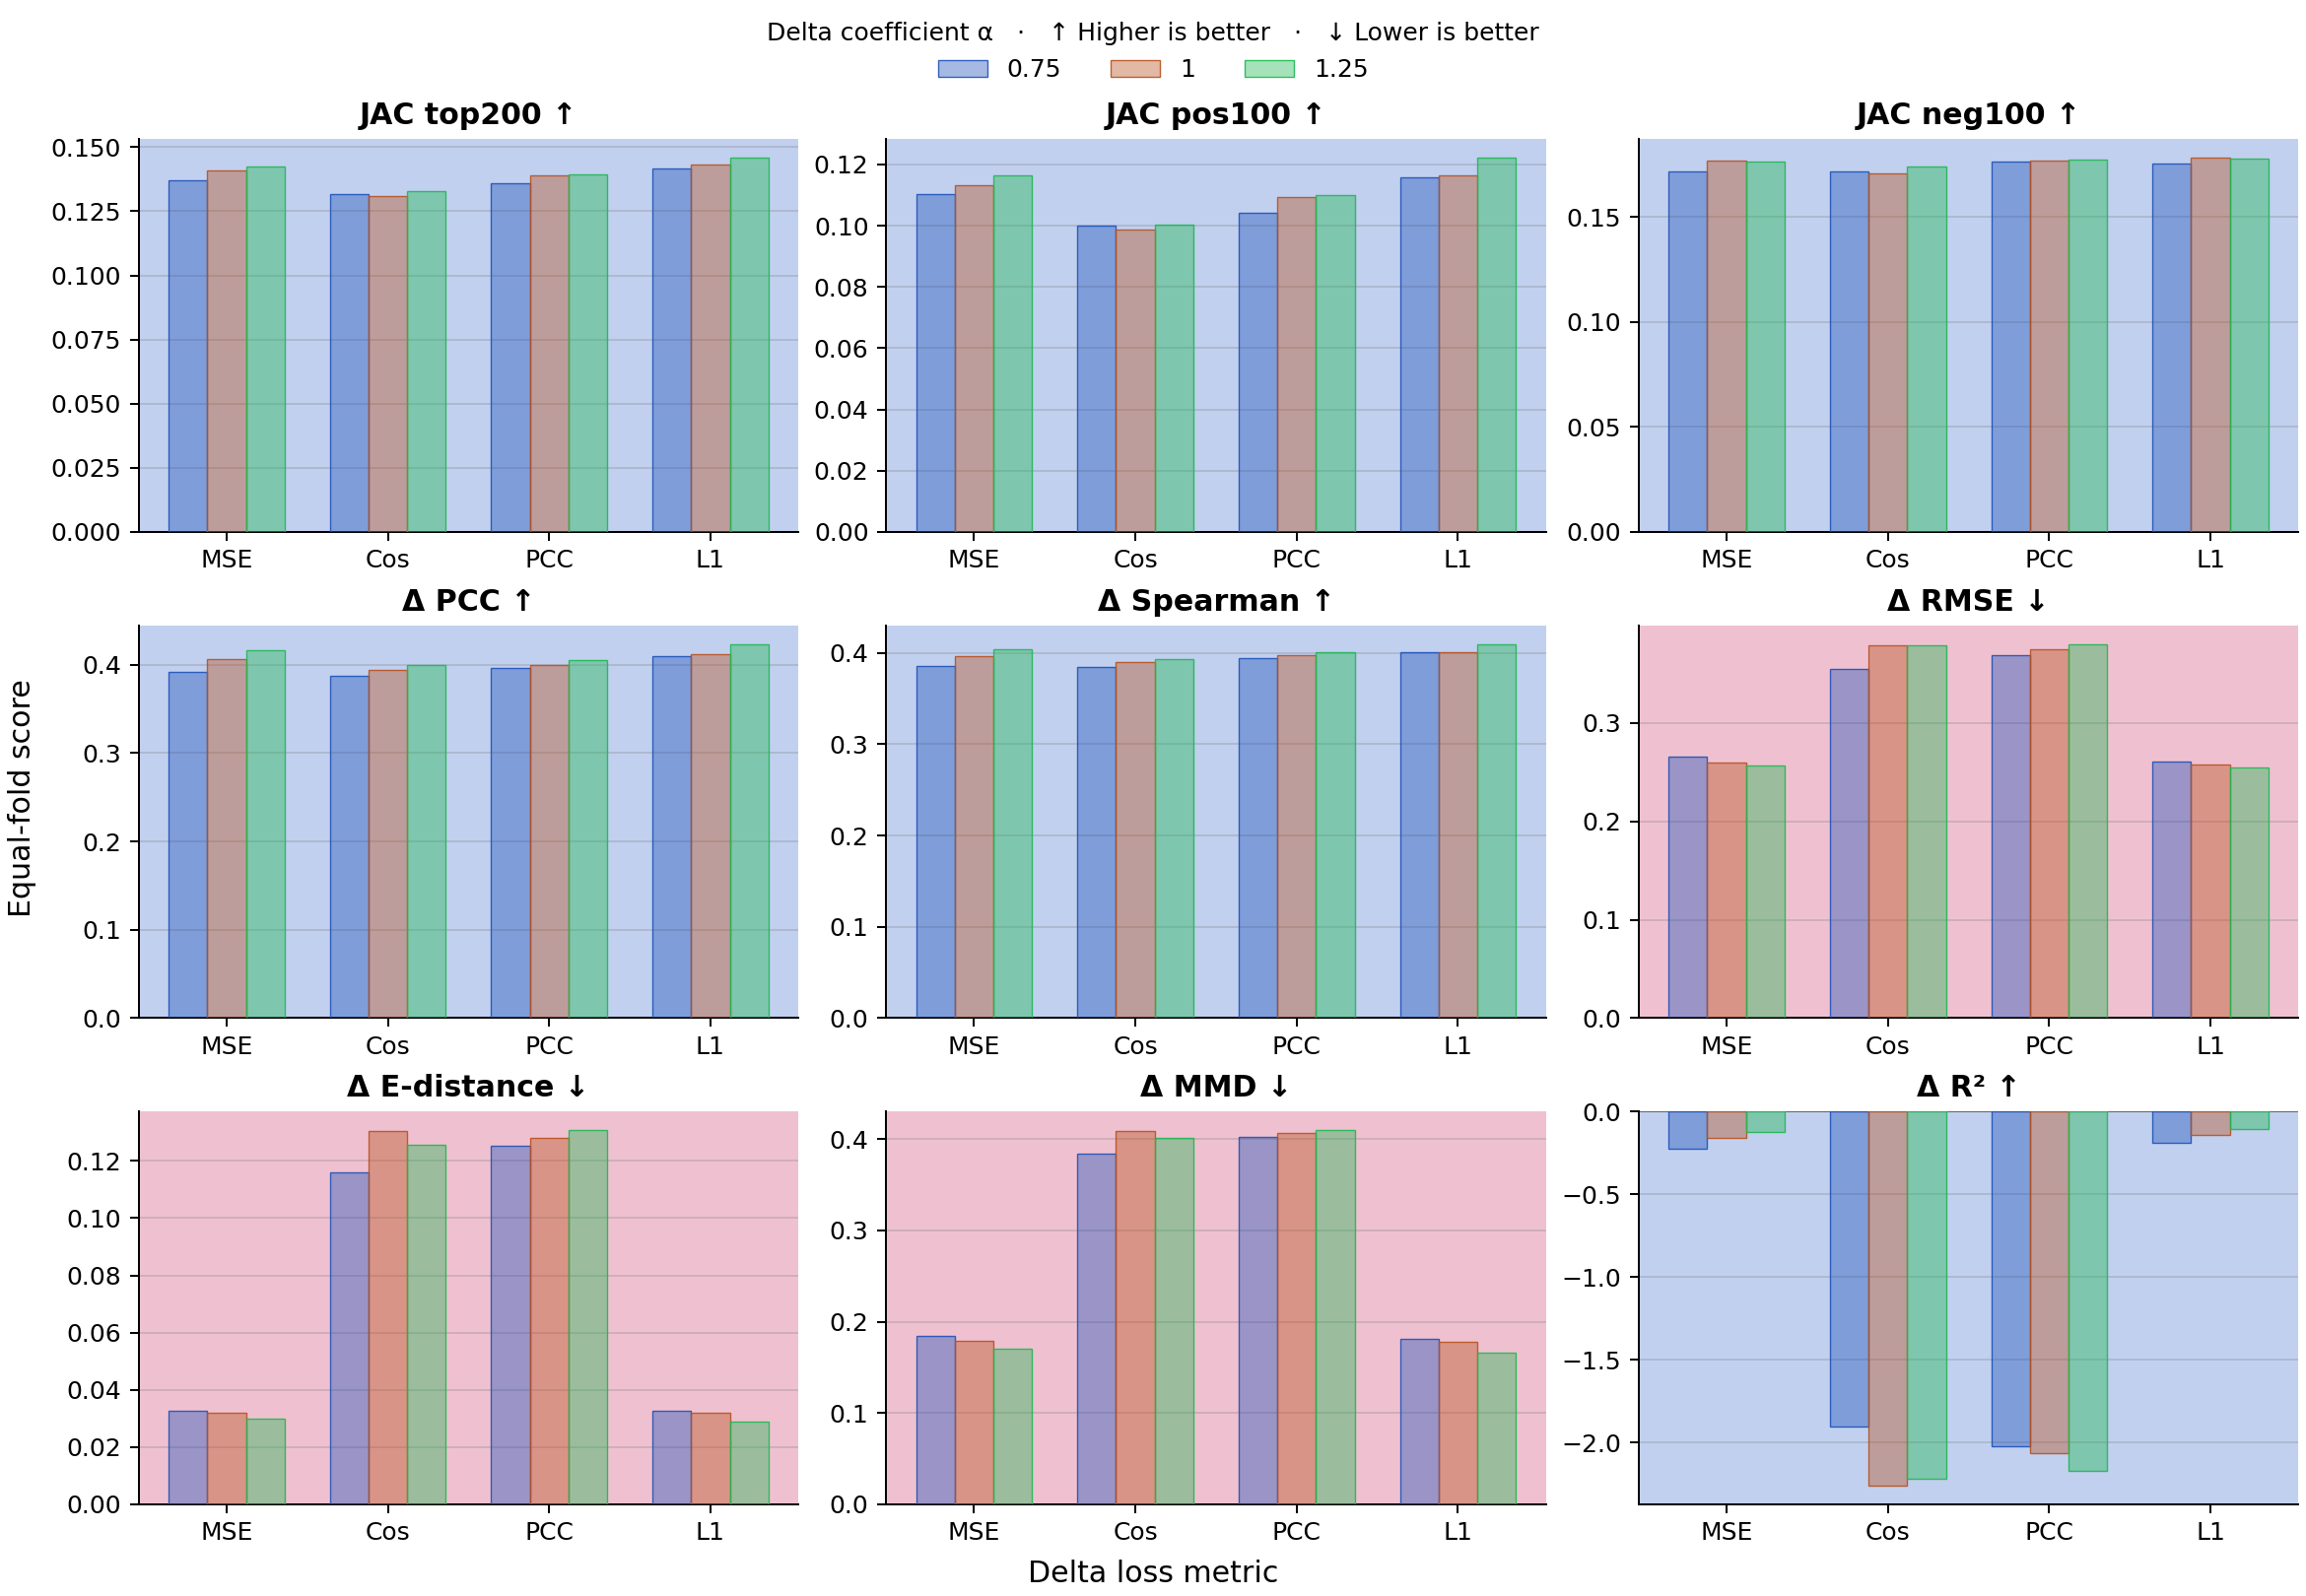 Delta coefficient α · ↑ Higher is better · ↓ Lower is better
0.75 1 1.25
JAC top200 ↑
0.150
0.125
0.100
0.075
0.050
0.025
0.000
MSE Cos PCC L1
JAC pos100 ↑
0.12
0.10
0.08
0.06
0.04
0.02
0.00
MSE Cos PCC L1
JAC neg100 ↑
0.15
0.10
0.05
0.00
MSE Cos PCC L1
Equal-fold score
Δ PCC ↑
0.4
0.3
0.2
0.1
0.0
MSE Cos PCC L1
Δ Spearman ↑
0.4
0.3
0.2
0.1
0.0
MSE Cos PCC L1
Δ RMSE ↓
0.3
0.2
0.1
0.0
MSE Cos PCC L1
Δ E-distance ↓
0.12
0.10
0.08
0.06
0.04
0.02
0.00
MSE Cos PCC L1
Δ MMD ↓
0.4
0.3
0.2
0.1
0.0
MSE Cos PCC L1
Δ R² ↑
0.0
−0.5
−1.0
−1.5
−2.0
MSE Cos PCC L1
Delta loss metric